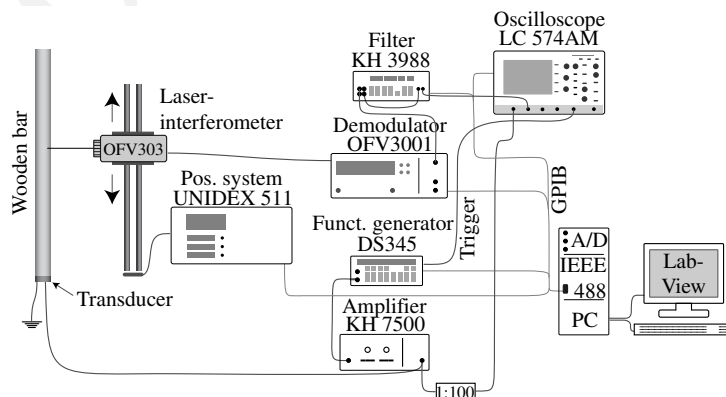 Oscilloscope
LC 574AM
Filter
KH 3988
Laser-
interferometer
Wooden bar
OFV303
Demodulator
OFV3001
Pos. system
UNIDEX 511
GPIB
Trigger
Funct. generator
DS345
A/D
IEEE
488
PC
Lab-
View
Transducer
Amplifier
KH 7500
1:100